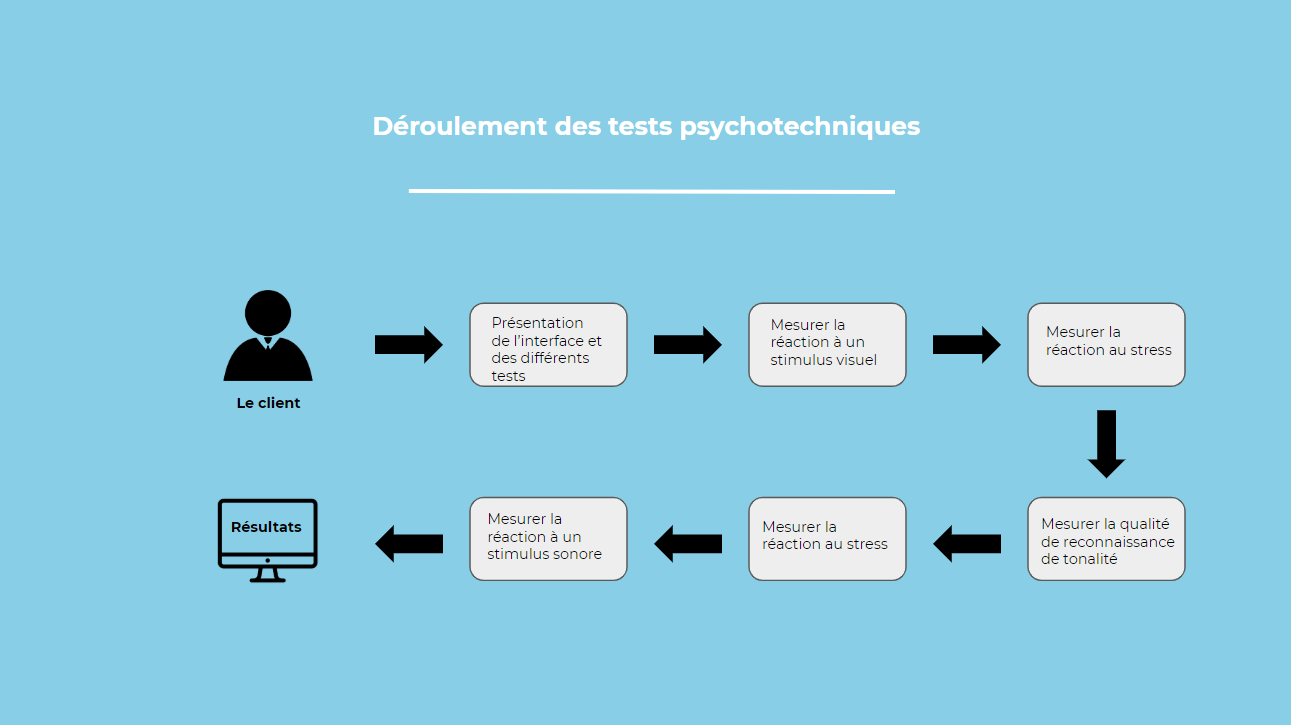 Déroulement des tests psychotechniques
Le client
Présentation
de l'interface et
des différents
tests
Mesurer la
réaction à un
stimulus visuel
Mesurer la
réaction au stress
Mesurer la qualité
de reconnaissance
de tonalité
Mesurer la
réaction au stress
Mesurer la
réaction à un
stimulus sonore
Résultats